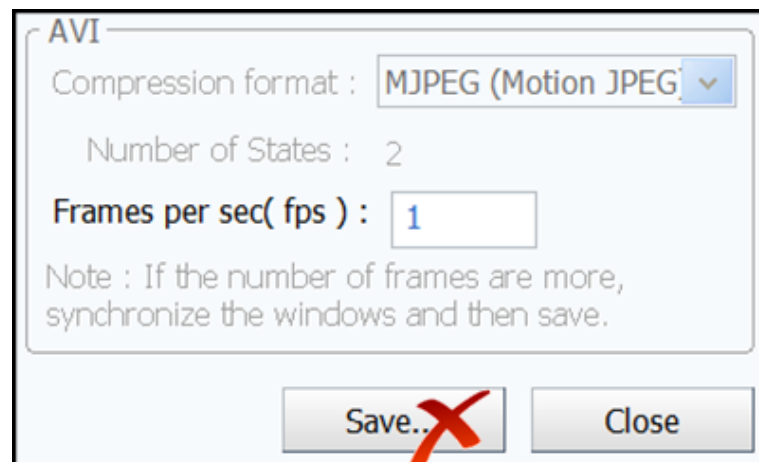 AVI
Compression format : MJPEG (Motion JPEG)
Number of States : 2
Frames per sec( fps ) : 1
Note : If the number of frames are more,
synchronize the windows and then save.
Save..
Close